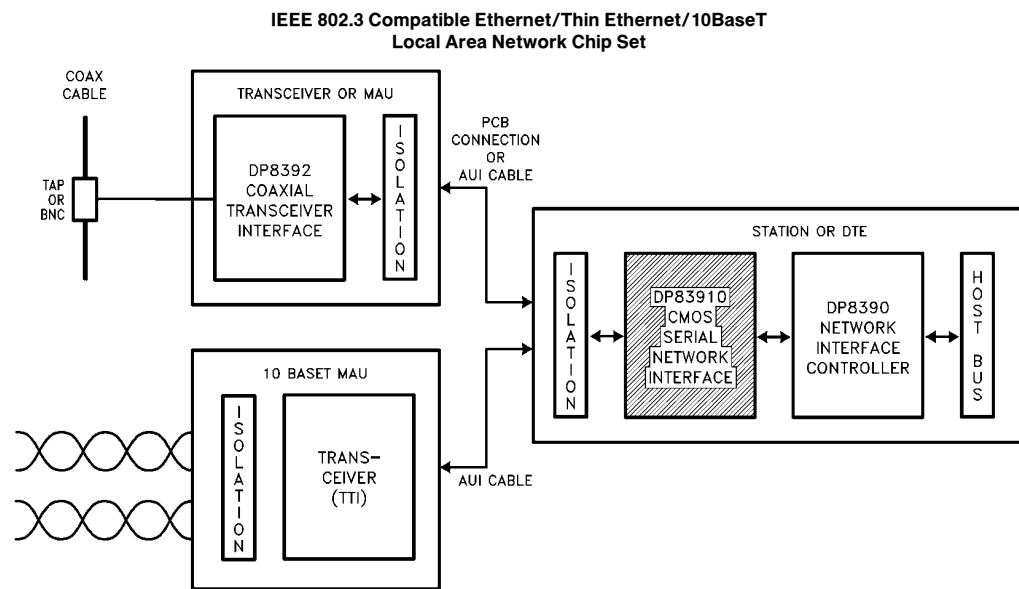 IEEE 802.3 Compatible Ethernet/Thin Ethernet/10BaseT
Local Area Network Chip Set
COAX
CABLE
TAP
OR
BNC
TRANSCEIVER OR MAU
DP8392
COAXIAL
TRANSCEIVER
INTERFACE
ISOLATION
PCB
CONNECTION
OR
AUI CABLE
STATION OR DTE
ISOLATION
DP83910
CMOS
SERIAL
NETWORK
INTERFACE
DP8390
NETWORK
INTERFACE
CONTROLLER
HOST BUS
10 BASET MAU
ISOLATION
TRANS-
CEIVER
(TTI)
AUI CABLE